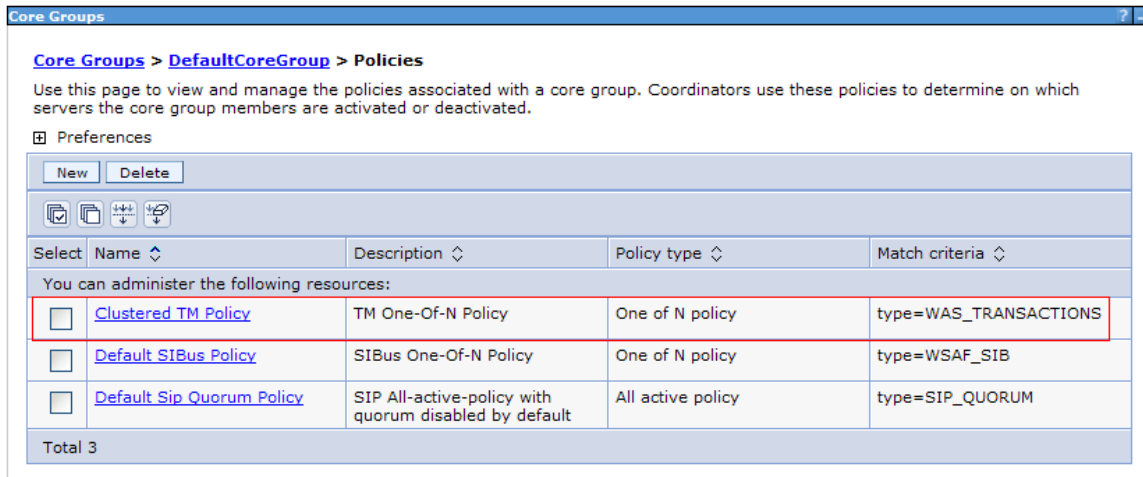 Core Groups ? -
Core Groups > DefaultCoreGroup > Policies
Use this page to view and manage the policies associated with a core group. Coordinators use these policies to determine on which
servers the core group members are activated or deactivated.
Preferences
New Delete
Select Name Description Policy type Match criteria
You can administer the following resources:
Clustered TM Policy TM One-Of-N Policy One of N policy type=WAS_TRANSACTIONS
Default SIBus Policy SIBus One-Of-N Policy One of N policy type=WSAF_SIB
Default Sip Quorum Policy SIP All-active-policy with All active policy type=SIP_QUORUM
quorum disabled by default
Total 3